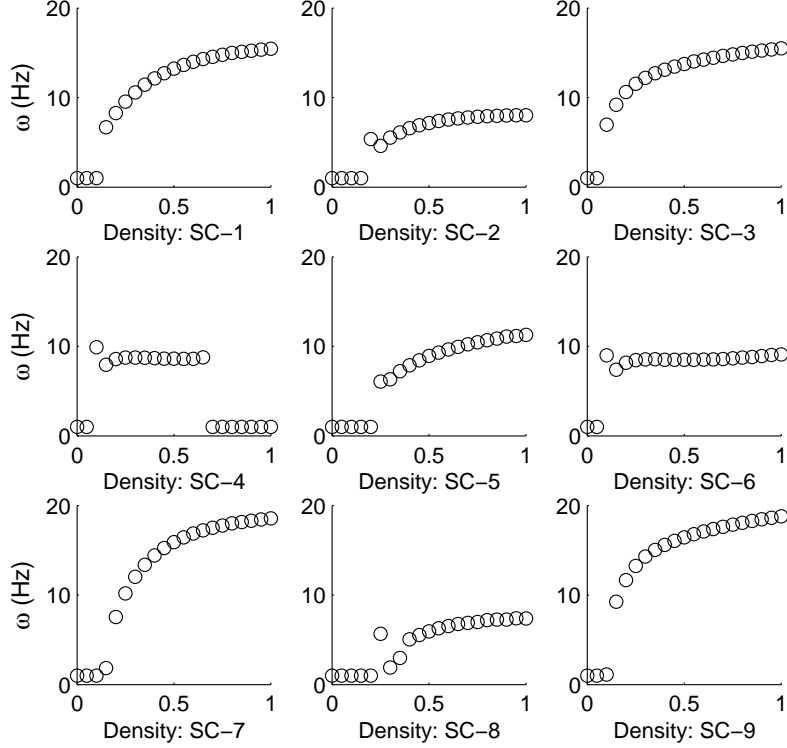 20
10
0
ω (Hz)
0 0.5 1
Density: SC−1
20
10
0
0 0.5 1
Density: SC−2
20
10
0
0 0.5 1
Density: SC−3
20
10
0
ω (Hz)
0 0.5 1
Density: SC−4
20
10
0
0 0.5 1
Density: SC−5
20
10
0
0 0.5 1
Density: SC−6
20
10
0
ω (Hz)
0 0.5 1
Density: SC−7
20
10
0
0 0.5 1
Density: SC−8
20
10
0
0 0.5 1
Density: SC−9